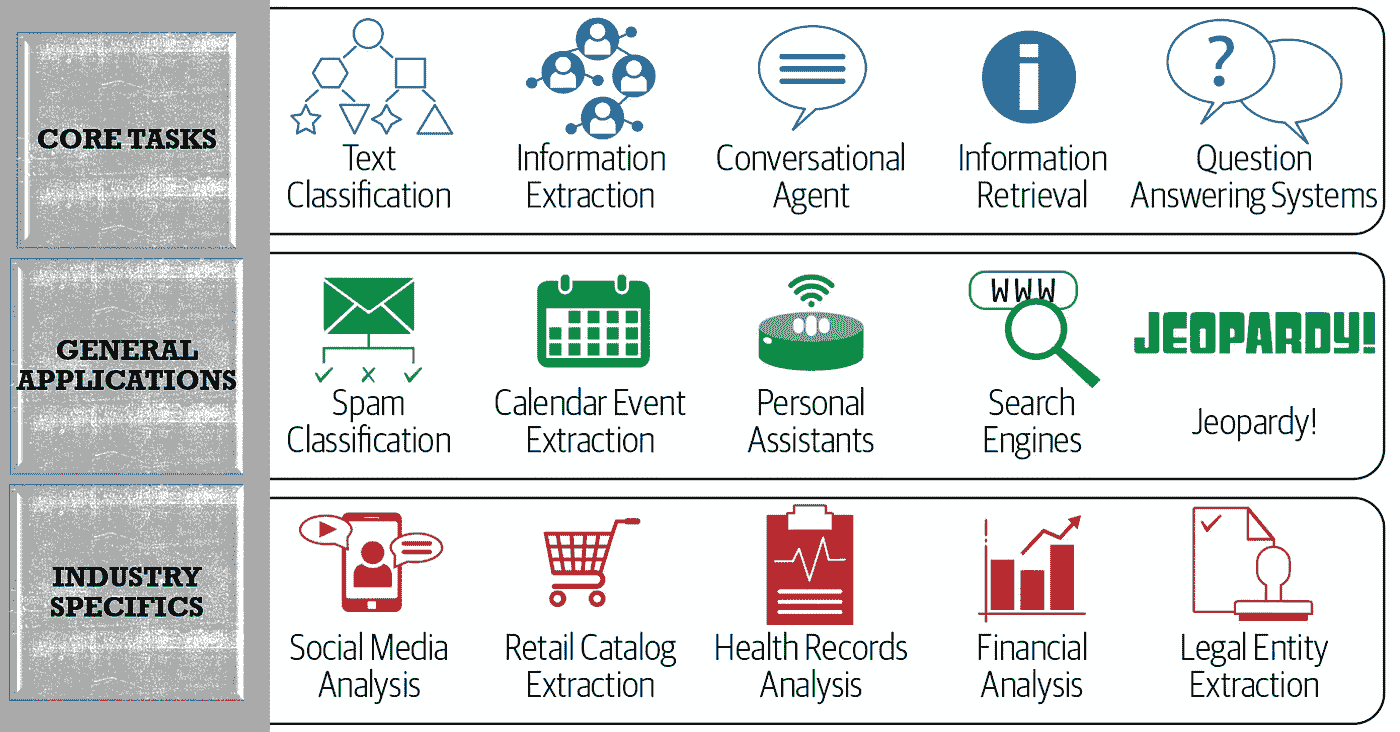 CORE TASKS
Text
Classification
Information
Extraction
Conversational
Agent
Information
Retrieval
?
Question
Answering Systems
GENERAL
APPLICATIONS
Spam
Classification
Calendar Event
Extraction
Personal
Assistants
WWW
Search
Engines
JEOPARDY!
Jeopardy!
INDUSTRY
SPECIFICS
Social Media
Analysis
Retail Catalog
Extraction
Health Records
Analysis
Financial
Analysis
Legal Entity
Extraction